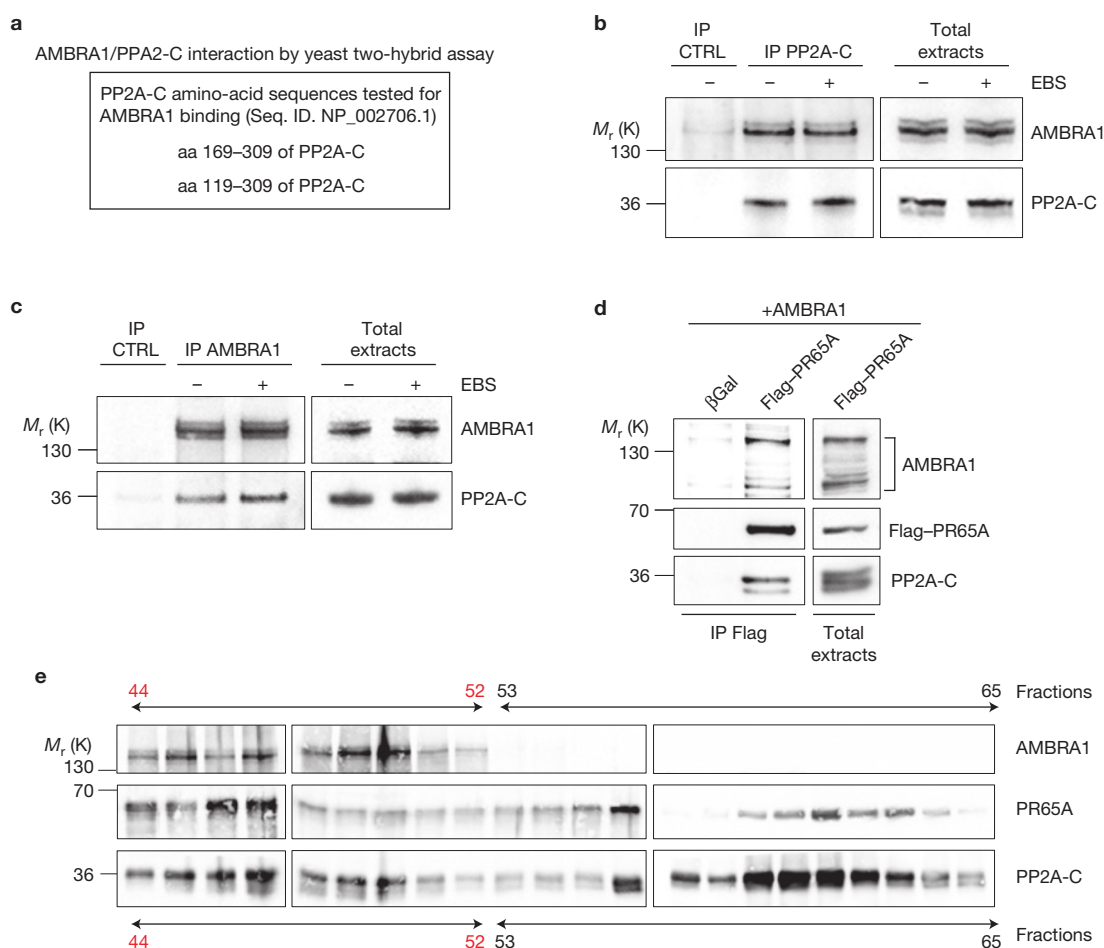 a
AMBRA1/PPA2-C interaction by yeast two-hybrid assay
PP2A-C amino-acid sequences tested for
AMBRA1 binding (Seq. ID. NP_002706.1)
aa 169–309 of PP2A-C
aa 119–309 of PP2A-C
b
IP
CTRL
IP PP2A-C
Total
extracts
– – + – + EBS
Mr (K)
130
AMBRA1
36
PP2A-C
c
IP
CTRL
IP AMBRA1
Total
extracts
– – + – + EBS
Mr (K)
130
AMBRA1
36
PP2A-C
d
+AMBRA1
βGal
Flag–PR65A
Flag–PR65A
Mr (K)
130
AMBRA1
70
Flag–PR65A
36
PP2A-C
IP Flag
Total
extracts
e
44 52 53 65 Fractions
Mr (K)
130
AMBRA1
70
PR65A
36
PP2A-C
44 52 53 65 Fractions